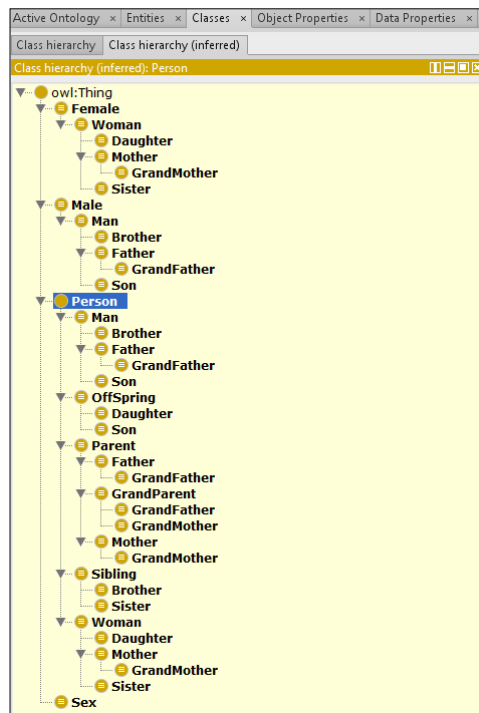 Active Ontology × Entities × Classes × Object Properties × Data Properties ×
Class hierarchy Class hierarchy (inferred)
Class hierarchy (inferred): Person
owl:Thing
Female
Woman
Daughter
Mother
GrandMother
Sister
Male
Man
Brother
Father
GrandFather
Son
Person
Man
Brother
Father
GrandFather
Son
OffSpring
Daughter
Son
Parent
Father
GrandFather
GrandParent
GrandFather
GrandMother
Mother
GrandMother
Sibling
Brother
Sister
Woman
Daughter
Mother
GrandMother
Sister
Sex